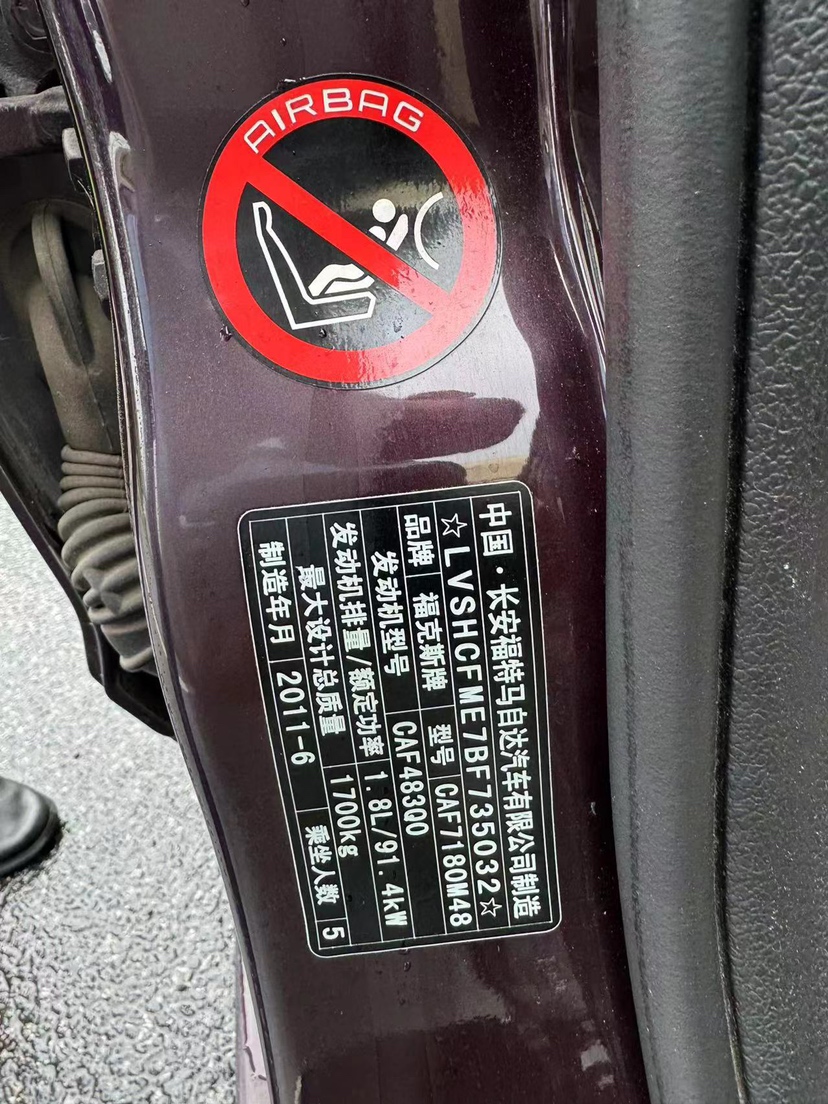 AIRBAG
中国·长安福特马自达汽车有限公司制造
☆LVSHCFME7BF735032☆
品牌 福克斯牌 型号 CAF7180M48
发动机型号 CAF483Q0
发动机排量/额定功率 1.8L/91.4kW
最大设计总质量 1700kg
制造年月 2011-6 乘坐人数 5